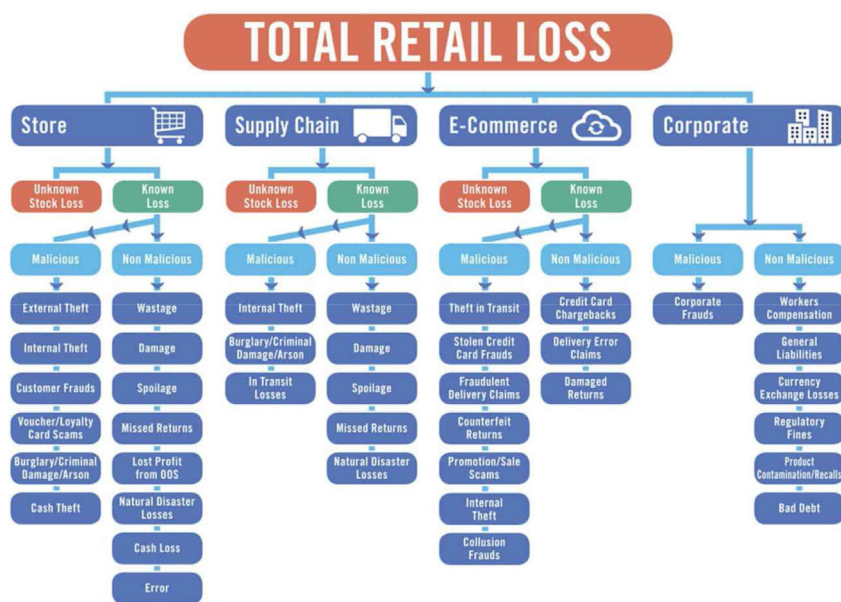 TOTAL RETAIL LOSS
Store
Supply Chain
E-Commerce
Corporate
Unknown
Stock Loss
Known
Loss
Unknown
Stock Loss
Known
Loss
Unknown
Stock Loss
Known
Loss
Malicious
Non Malicious
Malicious
Non Malicious
Malicious
Non Malicious
Malicious
Non Malicious
External Theft
Internal Theft
Customer Frauds
Voucher/Loyalty
Card Scams
Burglary/Criminal
Damage/Arson
Cash Theft
Wastage
Damage
Spoilage
Missed Returns
Lost Profit
from OOS
Natural Disaster
Losses
Cash Loss
Error
Internal Theft
Burglary/Criminal
Damage/Arson
In Transit
Losses
Wastage
Damage
Spoilage
Missed Returns
Natural Disaster
Losses
Theft in Transit
Stolen Credit
Card Frauds
Fraudulent
Delivery Claims
Counterfeit
Returns
Promotion/Sale
Scams
Internal
Theft
Collusion
Frauds
Credit Card
Chargebacks
Delivery Error
Claims
Damaged
Returns
Corporate
Frauds
Workers
Compensation
General
Liabilities
Currency
Exchange Losses
Regulatory
Fines
Product
Contamination/Recalls
Bad Debt